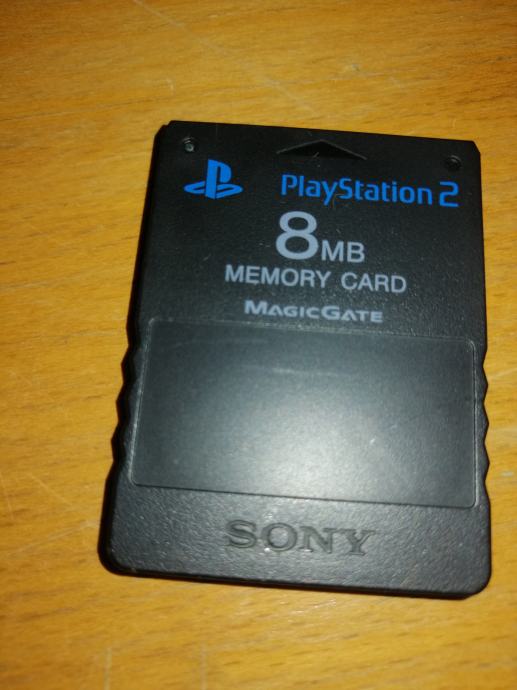 PlayStation 2
8MB
MEMORY CARD
MAGICGATE
SONY